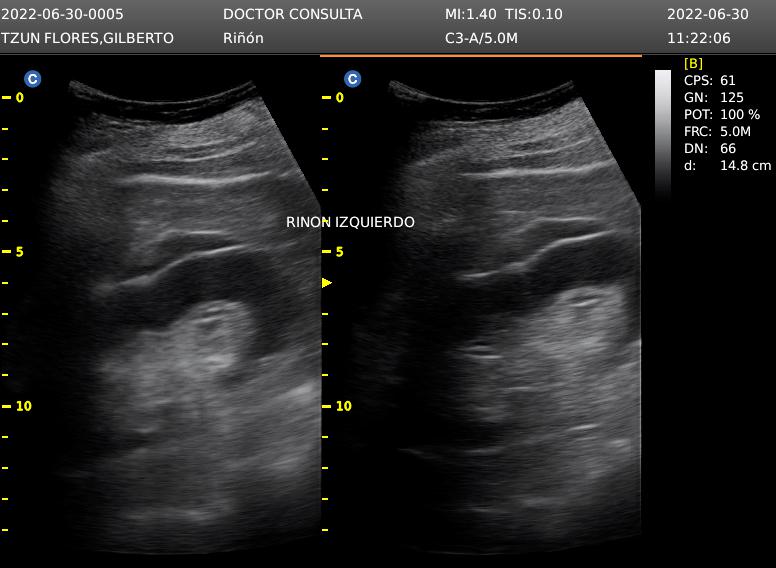 2022-06-30-0005 DOCTOR CONSULTA MI:1.40 TIS:0.10 2022-06-30
TZUN FLORES,GILBERTO Riñón C3-A/5.0M 11:22:06
C C [B]
0 0 CPS: 61
GN: 125
POT: 100 %
FRC: 5.0M
DN: 66
d: 14.8 cm
RINON IZQUIERDO
5 5
10 10